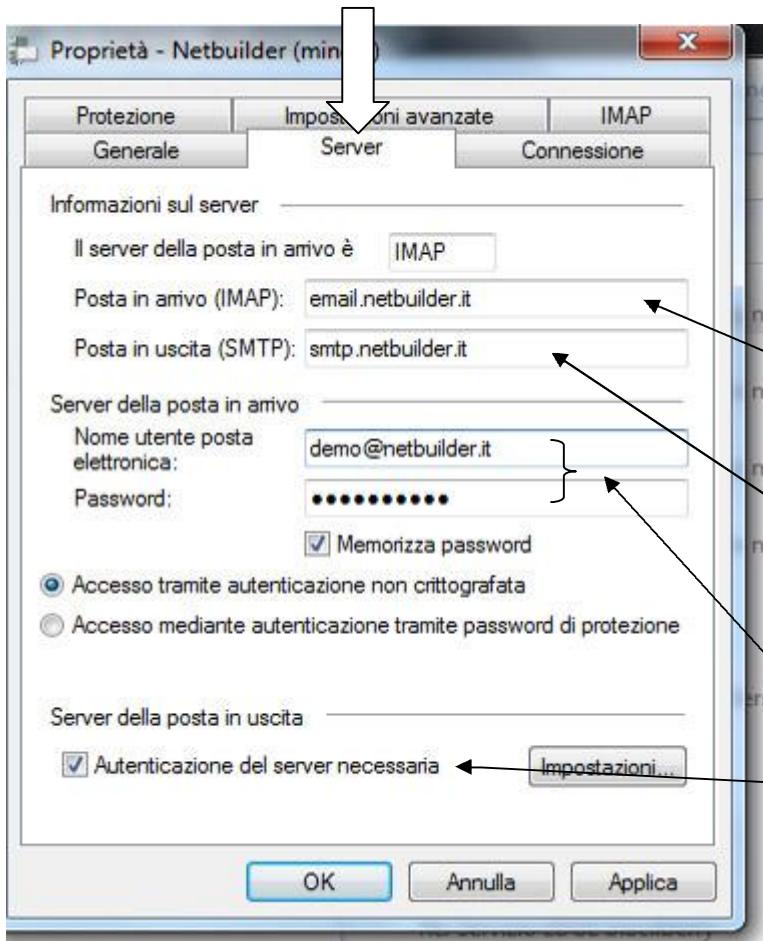 Proprietà - Netbuilder
Protezione
avanzate
IMAP
Generale
Server
Connessione
Informazioni sul server
Il server della posta in arrivo è
IMAP
Posta in arrivo (IMAP):
email.netbuilder.it
Posta in uscita (SMTP):
smtp.netbuilder.it
Server della posta in arrivo
Nome utente posta
elettronica:
demo@netbuilder.it
Password:
●●●●●●●●●●
Memorizza password
Accesso tramite autenticazione non crittografata
Accesso mediante autenticazione tramite password di protezione
Server della posta in uscita
Autenticazione del server necessaria
Impostazioni...
OK
Annulla
Applica